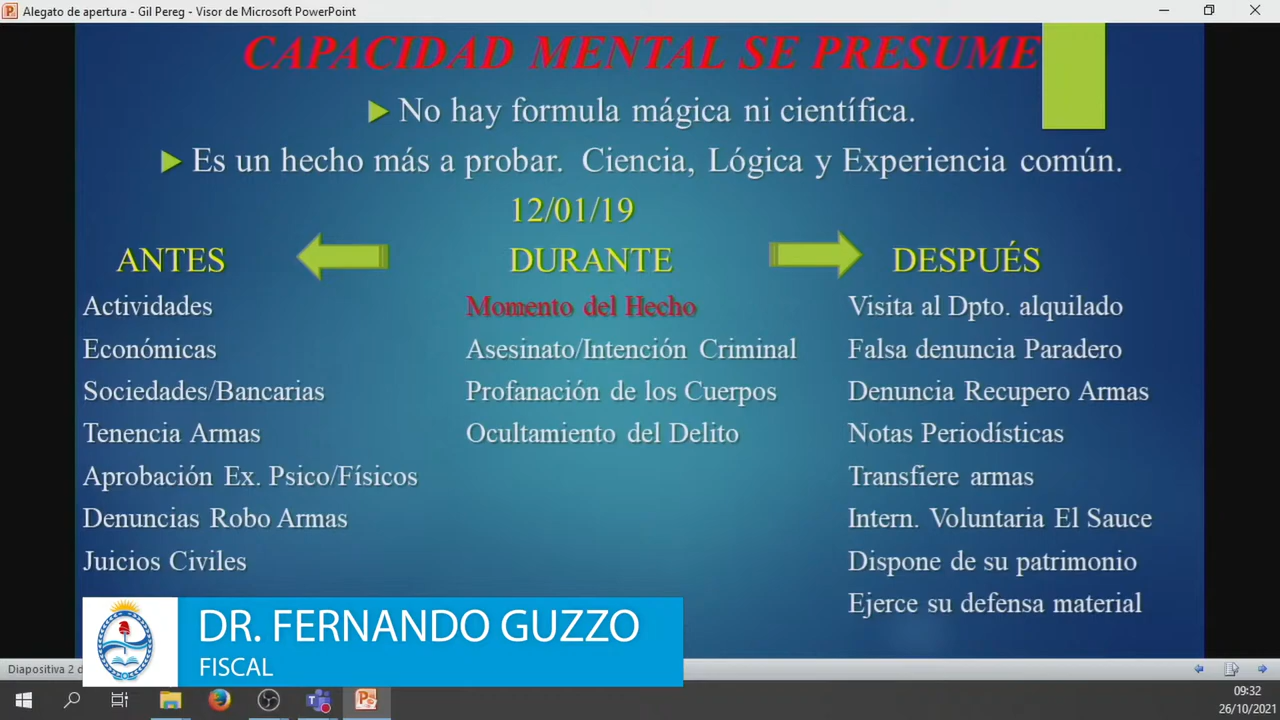 Alegato de apertura - Gil Pereg - Visor de Microsoft PowerPoint
CAPACIDAD MENTAL SE PRESUME
No hay formula mágica ni científica.
Es un hecho más a probar. Ciencia, Lógica y Experiencia común.
12/01/19
ANTES
Actividades
Económicas
Sociedades/Bancarias
Tenencia Armas
Aprobación Ex. Psico/Físicos
Denuncias Robo Armas
Juicios Civiles
DURANTE
Momento del Hecho
Asesinato/Intención Criminal
Profanación de los Cuerpos
Ocultamiento del Delito
DESPUÉS
Visita al Dpto. alquilado
Falsa denuncia Paradero
Denuncia Recupero Armas
Notas Periodísticas
Transfiere armas
Intern. Voluntaria El Sauce
Dispone de su patrimonio
Ejerce su defensa material
DR. FERNANDO GUZZO
FISCAL
Diapositiva 2 d
09:32
26/10/2021